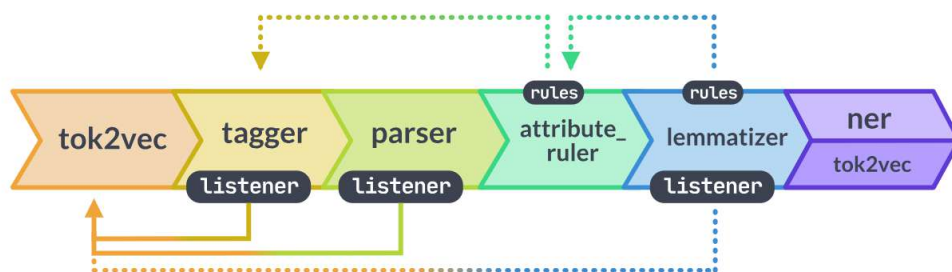 rules
rules
tok2vec
tagger
parser
attribute_
ruler
lemmatizer
ner
tok2vec
listener
listener
listener